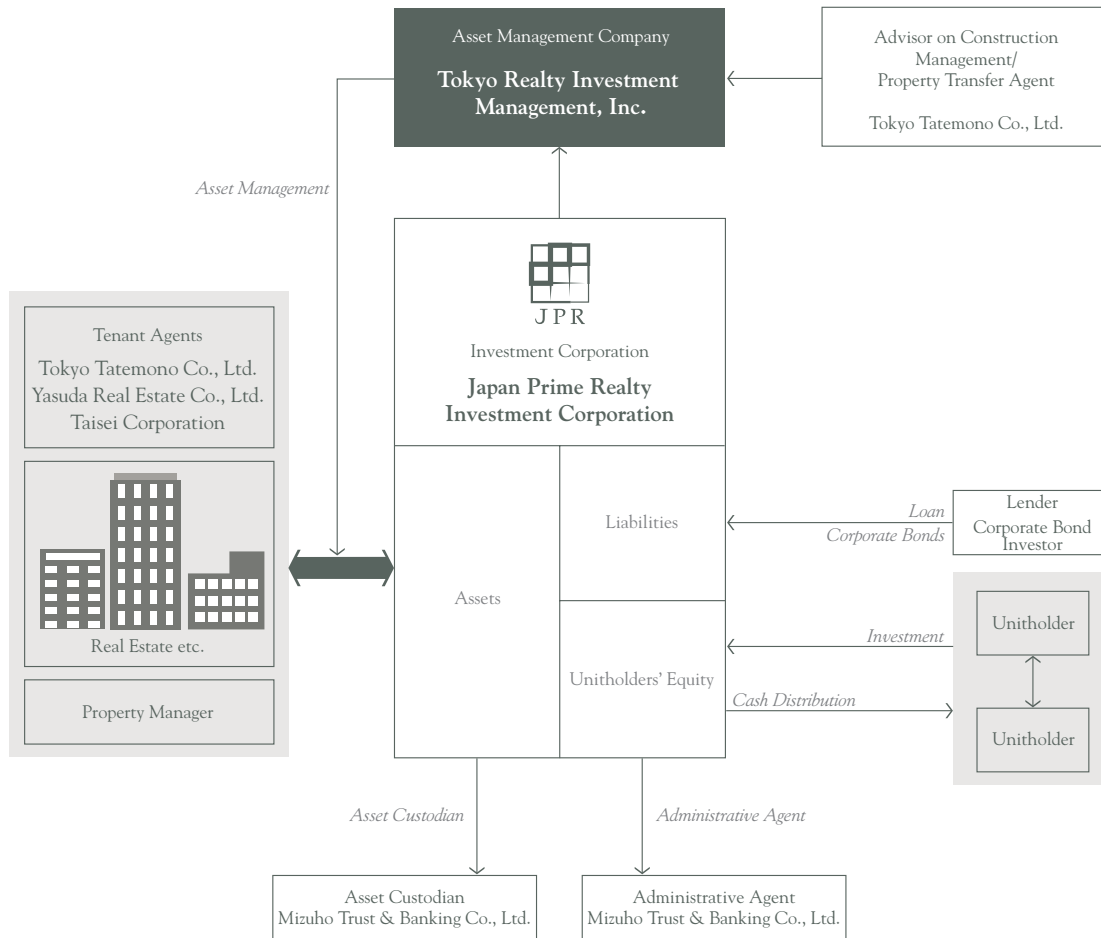 Asset Management Company
Tokyo Realty Investment
Management, Inc.
Advisor on Construction
Management/
Property Transfer Agent
Tokyo Tatemono Co., Ltd.
Asset Management
JPR
Investment Corporation
Japan Prime Realty
Investment Corporation
Tenant Agents
Tokyo Tatemono Co., Ltd.
Yasuda Real Estate Co., Ltd.
Taisei Corporation
Real Estate etc.
Property Manager
Assets
Liabilities
Unitholders’ Equity
Loan
Corporate Bonds
Lender
Corporate Bond
Investor
Investment
Cash Distribution
Unitholder
Unitholder
Asset Custodian
Administrative Agent
Asset Custodian
Mizuho Trust & Banking Co., Ltd.
Administrative Agent
Mizuho Trust & Banking Co., Ltd.